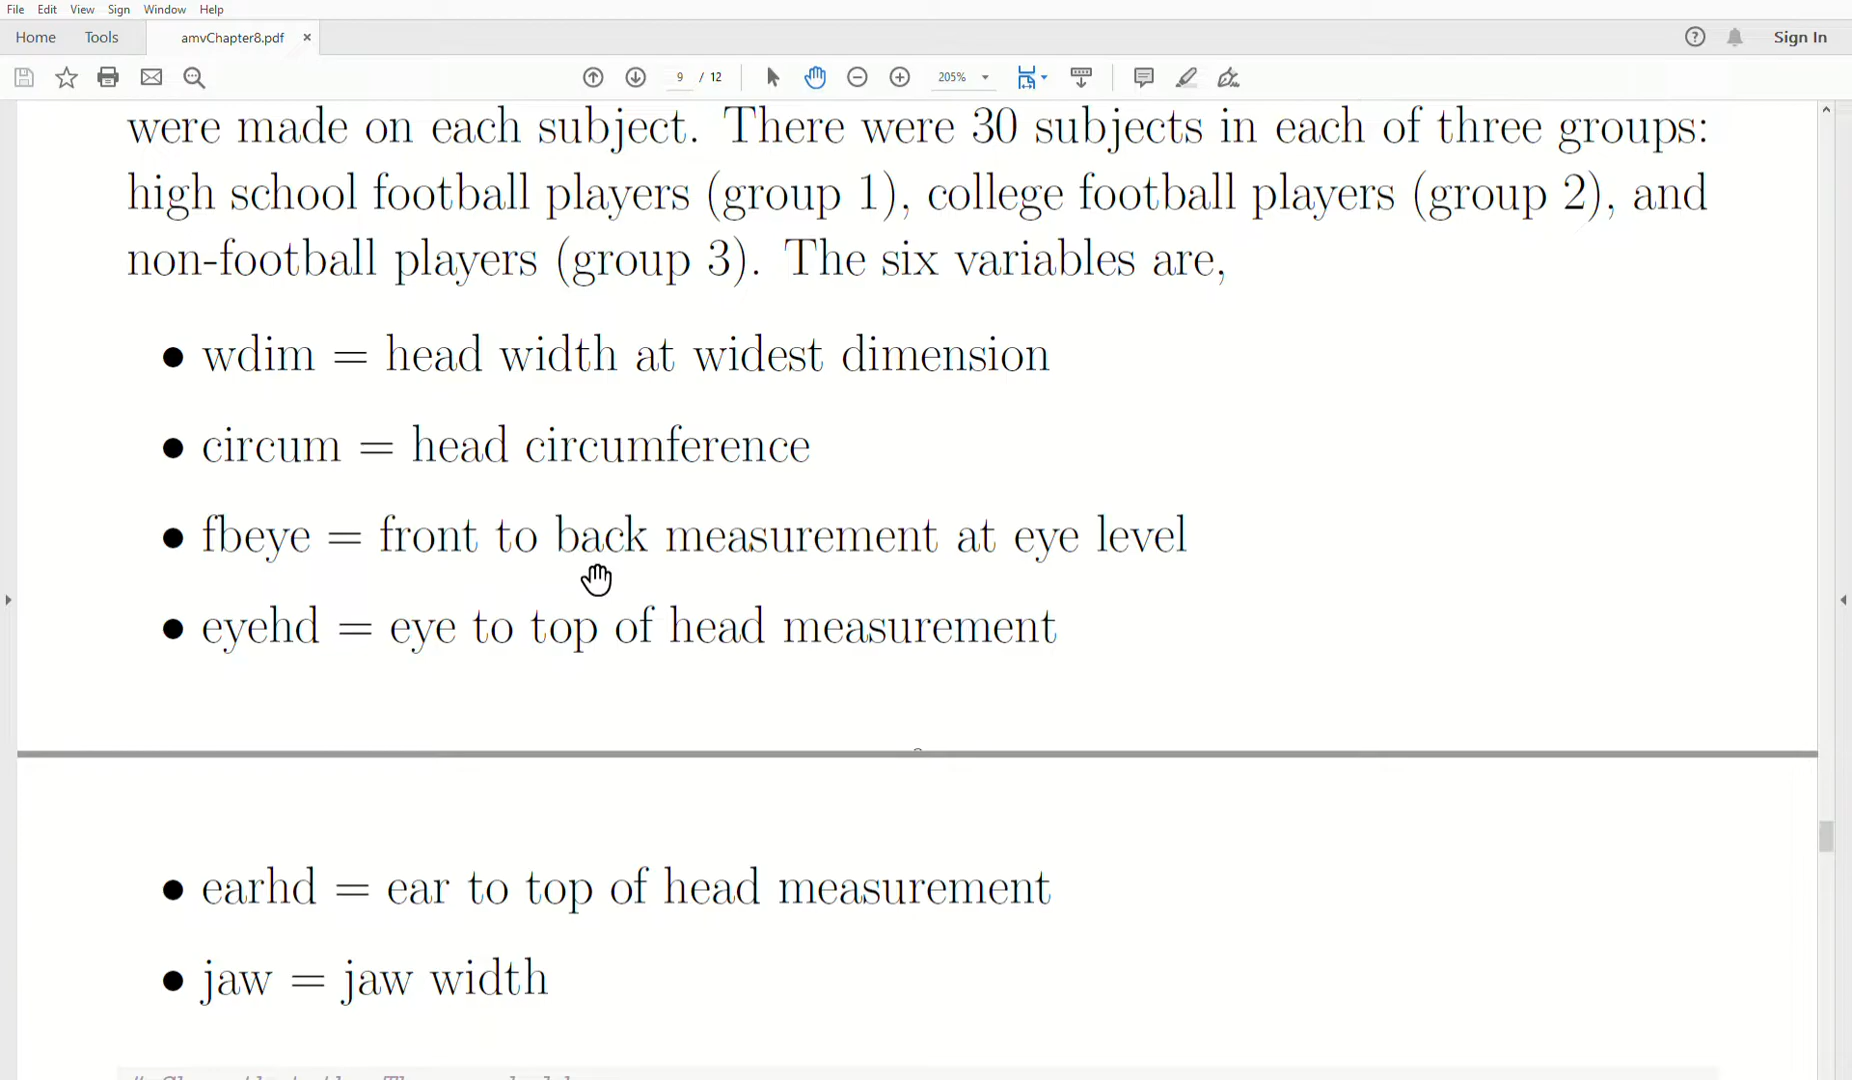 File Edit View Sign Window Help
Home Tools amvChapter8.pdf × Sign In
9 / 12 205%
were made on each subject. There were 30 subjects in each of three groups:
high school football players (group 1), college football players (group 2), and
non-football players (group 3). The six variables are,
• wdim = head width at widest dimension
• circum = head circumference
• fbeye = front to back measurement at eye level
• eyehd = eye to top of head measurement
• earhd = ear to top of head measurement
• jaw = jaw width